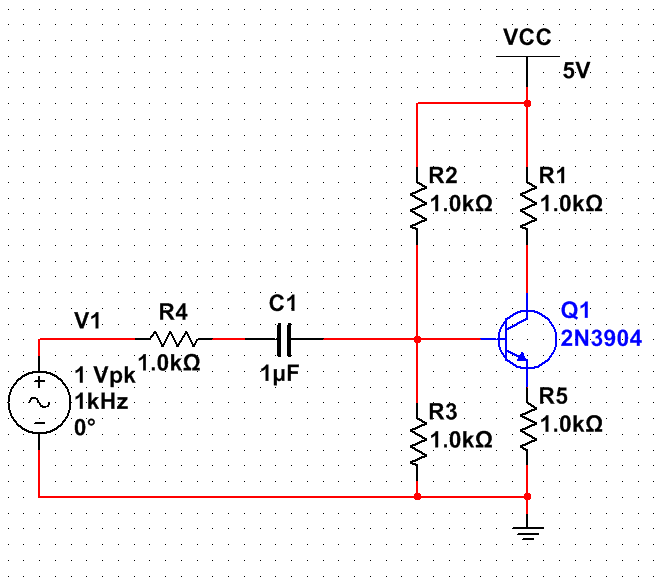 VCC
5V
R2
1.0kΩ
R1
1.0kΩ
V1
R4
1.0kΩ
C1
1µF
Q1
2N3904
1 Vpk
1kHz
0°
R3
1.0kΩ
R5
1.0kΩ